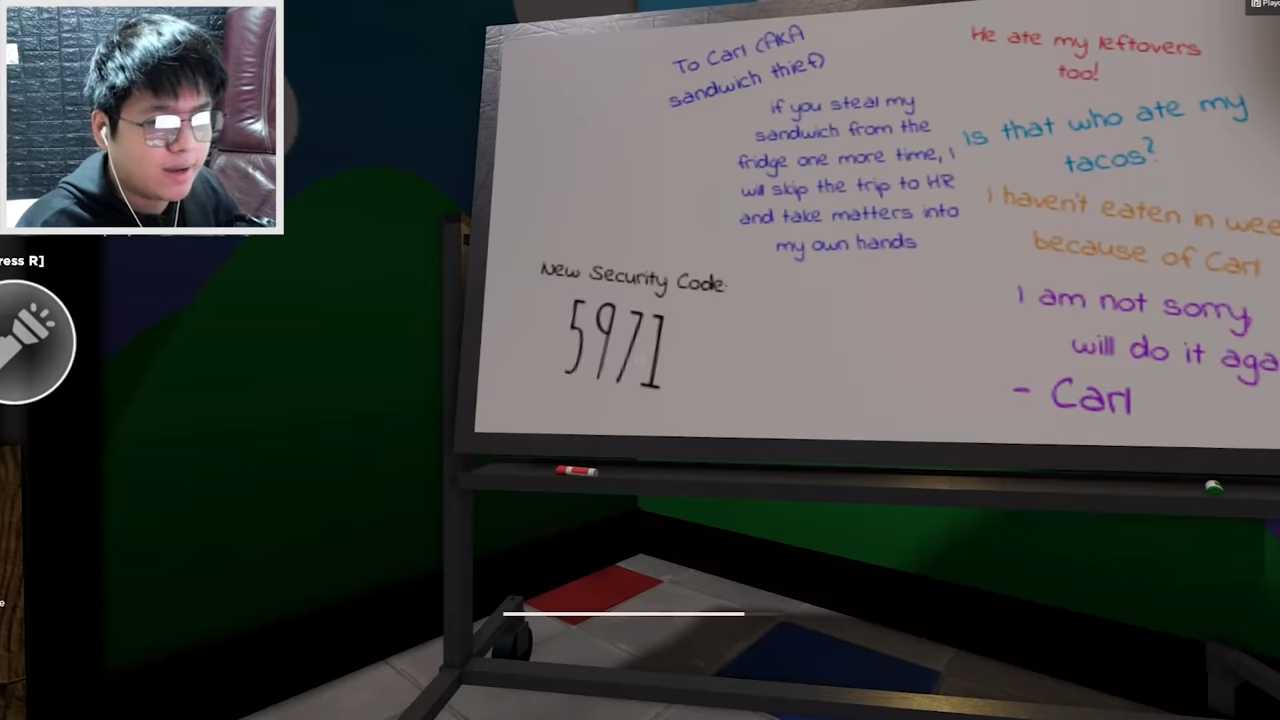 ress R]
To Carl (AKA
sandwich thief)
if you steal my
sandwich from the
fridge one more time, I
will skip the trip to HR
and take matters into
my own hands
New Security Code:
5971
He ate my leftovers
too!
Is that who ate my
tacos?
I haven't eaten in wee
because of Carl
I am not sorry,
will do it aga
- Carl